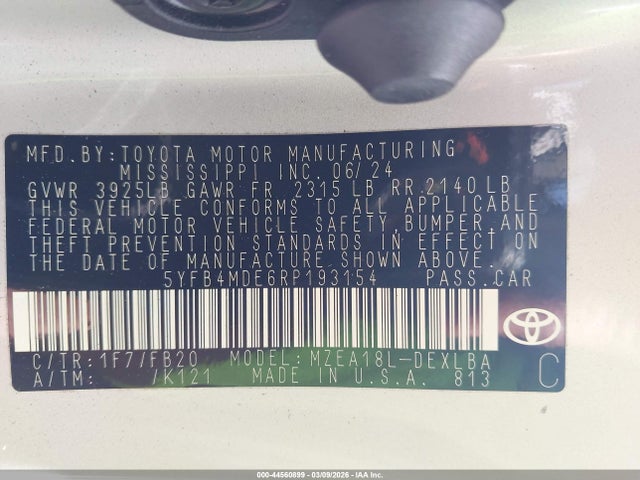 MFD.BY:TOYOTA MOTOR MANUFACTURING
MISSISSIPPI INC. 06/24
GVWR 3925LB GAWR FR 2315 LB RR 2140 LB
THIS VEHICLE CONFORMS TO ALL APPLICABLE
FEDERAL MOTOR VEHICLE SAFETY,BUMPER,AND
THEFT PREVENTION STANDARDS IN EFFECT ON
THE DATE OF MANUFACTURE SHOWN ABOVE.
5YFB4MDE6RP193154 PASS.CAR
C/TR:1F7/FB20 MODEL:MZEA18L-DEXLBA
A/TM: /K121 MADE IN U.S.A. 813 C
000-44560899 - 03/09/2026 - IAA Inc.